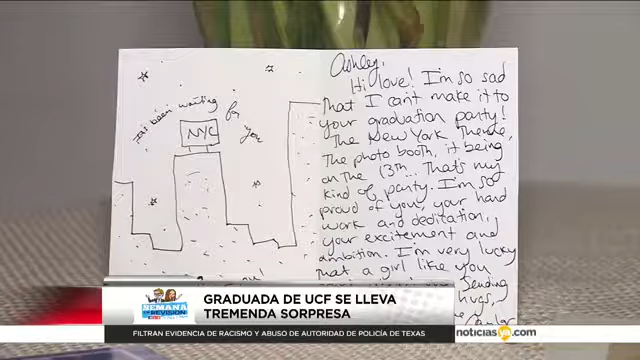 It's been waiting for you
NYC
Ashley,
Hi love! I'm so sad
that I can't make it to
your graduation party!
The New York Theme,
The photo booth, it being
on the 13th... That's my
kind of party. I'm so
proud of you, your hard
work and dedication,
your excitement and
ambition. I'm very lucky
that a girl like you
Sending
hugs,
SEMANA
EN REVISIÓN
GRADUADA DE UCF SE LLEVA
TREMENDA SORPRESA
FILTRAN EVIDENCIA DE RACISMO Y ABUSO DE AUTORIDAD DE POLICÍA DE TEXAS
noticiasya.com